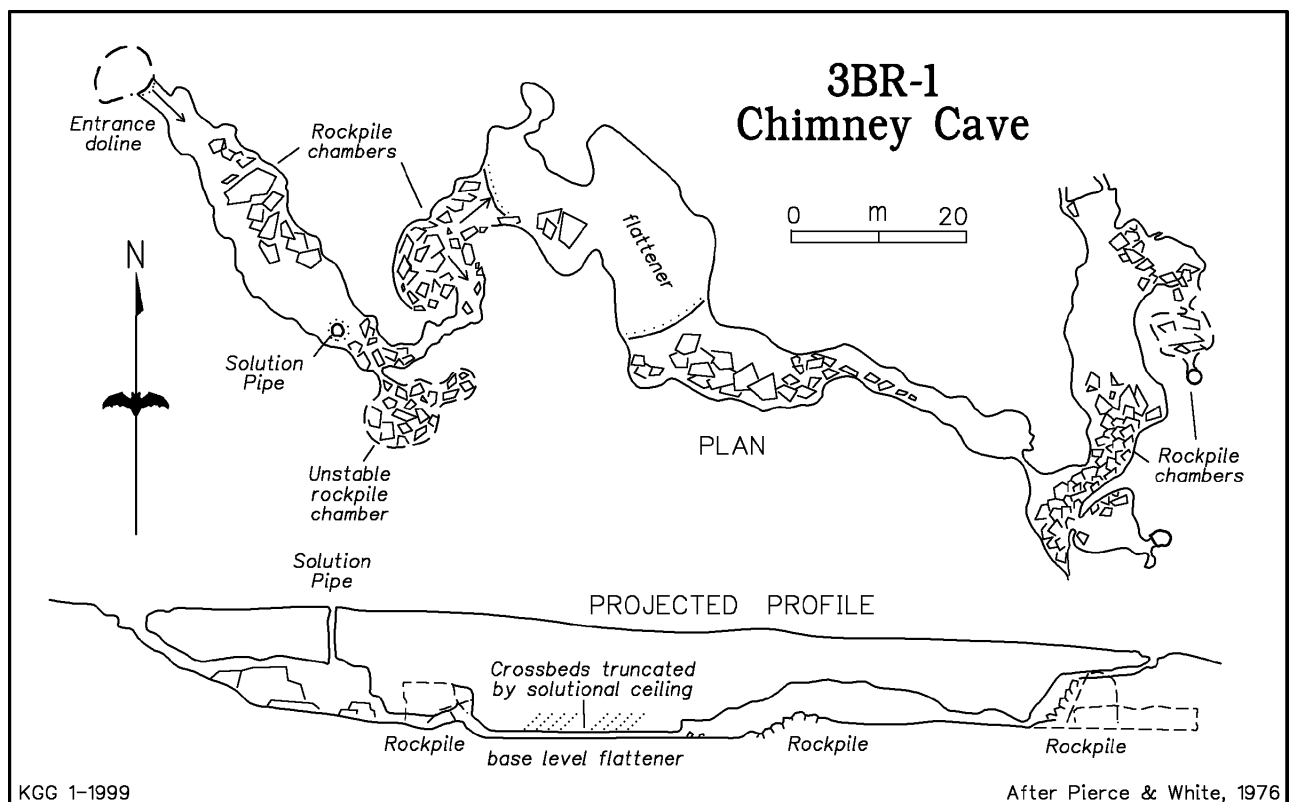 3BR-1
Chimney Cave
Entrance
doline
Rockpile
chambers
0 m 20
flattener
N
Solution
Pipe
Unstable
rockpile
chamber
PLAN
Rockpile
chambers
Solution
Pipe
PROJECTED PROFILE
Crossbeds truncated
by solutional ceiling
Rockpile
base level flattener
Rockpile
Rockpile
KGG 1-1999
After Pierce & White, 1976